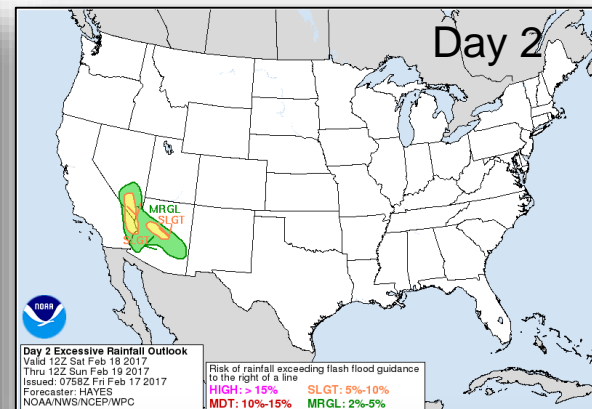 Day 2
MRGL
SLGT
SLGT
NOAA
Day 2 Excessive Rainfall Outlook
Valid 12Z Sat Feb 18 2017
Thru 12Z Sun Feb 19 2017
Issued: 0758Z Fri Feb 17 2017
Forecaster: HAYES
NOAA/NWS/NCEP/WPC
Risk of rainfall exceeding flash flood guidance
to the right of a line
HIGH: > 15% SLGT: 5%-10%
MDT: 10%-15% MRGL: 2%-5%